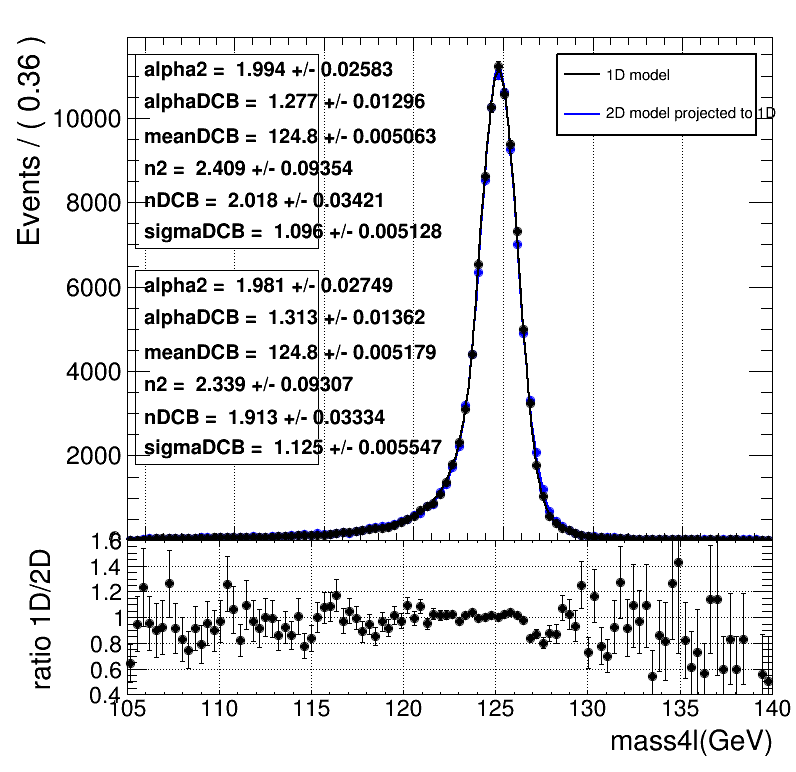 Events / ( 0.36 )
10000
8000
6000
4000
2000
0
alpha2 = 1.994 +/- 0.02583
alphaDCB = 1.277 +/- 0.01296
meanDCB = 124.8 +/- 0.005063
n2 = 2.409 +/- 0.09354
nDCB = 2.018 +/- 0.03421
sigmaDCB = 1.096 +/- 0.005128
alpha2 = 1.981 +/- 0.02749
alphaDCB = 1.313 +/- 0.01362
meanDCB = 124.8 +/- 0.005179
n2 = 2.339 +/- 0.09307
nDCB = 1.913 +/- 0.03334
sigmaDCB = 1.125 +/- 0.005547
1D model
2D model projected to 1D
ratio 1D/2D
1.6
1.4
1.2
1
0.8
0.6
0.4
105 110 115 120 125 130 135 140
mass4l(GeV)